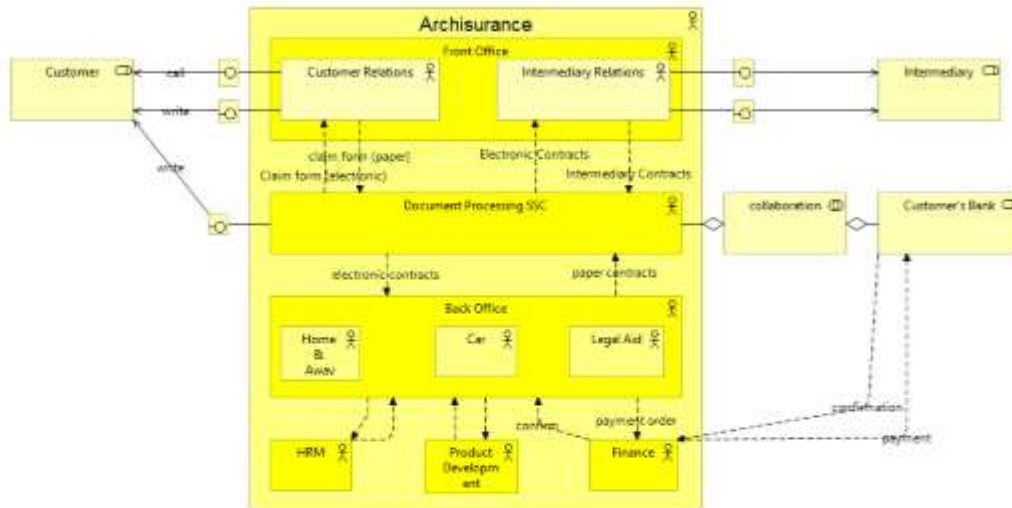 Archisurance
Front Office
Customer
call
Customer Relations
Intermediary Relations
Intermediary
write
write
claim form (paper)
Claim form (electronic)
Electronic Contracts
Intermediary Contracts
Document Processing SSC
collaboration
Customer's Bank
electronic contracts
paper contracts
Back Office
Home
&
Away
Car
Legal Aid
confirmation
confirm
payment order
payment
HRM
Product
Developm
ent
Finance